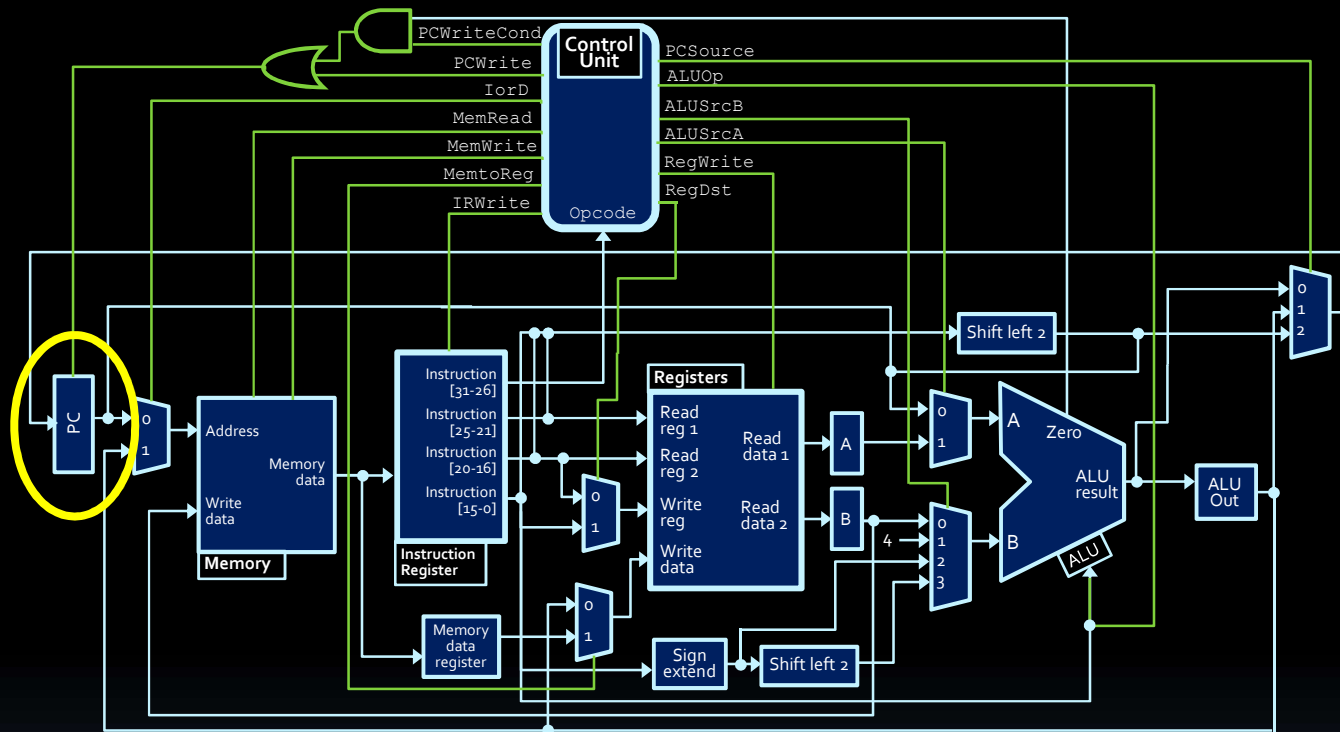 PCWriteCond
PCWrite
IorD
MemRead
MemWrite
MemtoReg
IRWrite
Control
Unit
Opcode
PCSource
ALUOp
ALUSrcB
ALUSrcA
RegWrite
RegDst
PC
0
1
Address
Memory
data
Write
data
Memory
Instruction
[31-26]
Instruction
[25-21]
Instruction
[20-16]
Instruction
[15-0]
Instruction
Register
Memory
data
register
0
1
0
1
Registers
Read
reg 1
Read
reg 2
Write
reg
Write
data
Read
data 1
Read
data 2
Sign
extend
Shift left 2
A
B
Shift left 2
0
1
4
0
1
2
3
A
B
Zero
ALU
result
ALU
ALU
Out
0
1
2